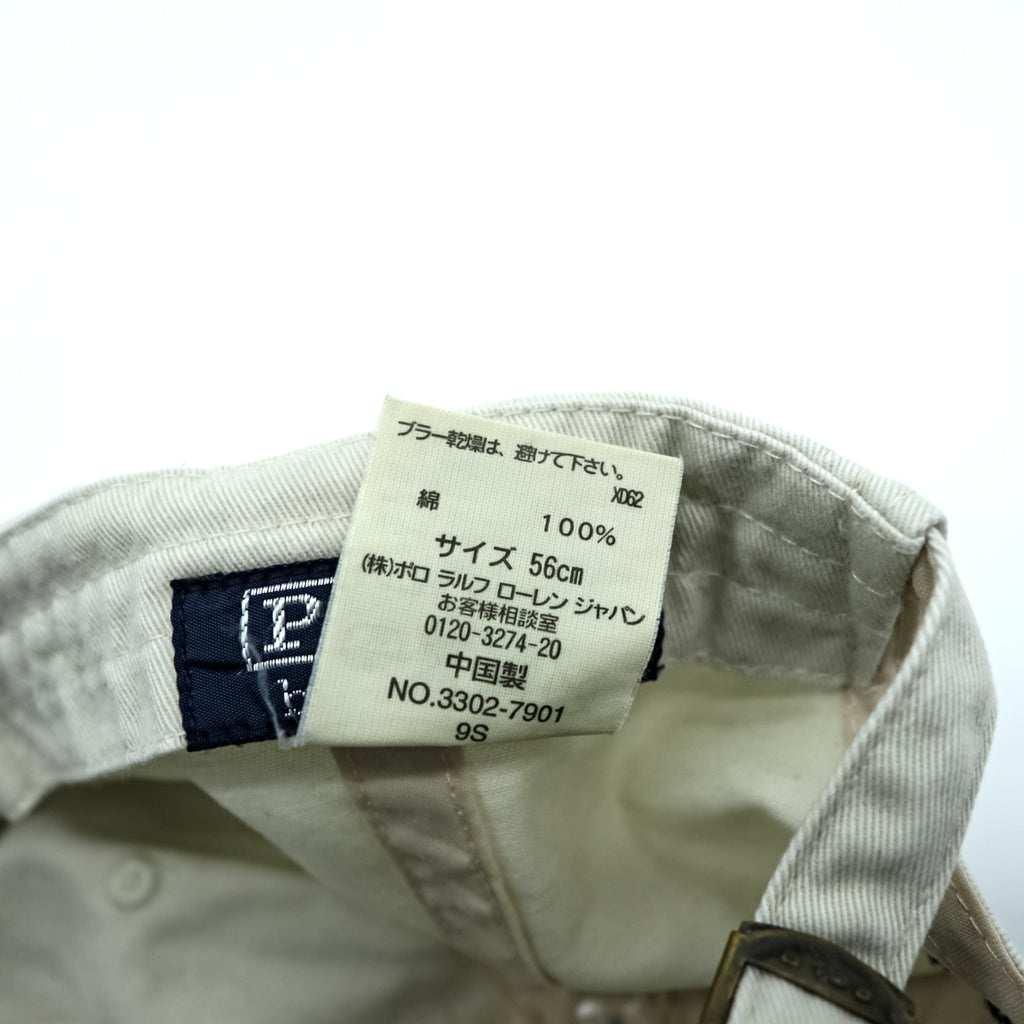 ブラー乾燥は、避けて下さい。
XD62
綿
100%
サイズ 56cm
(株)ポロ ラルフ ローレン ジャパン
お客様相談室
0120-3274-20
中国製
NO.3302-7901
9S
P
b